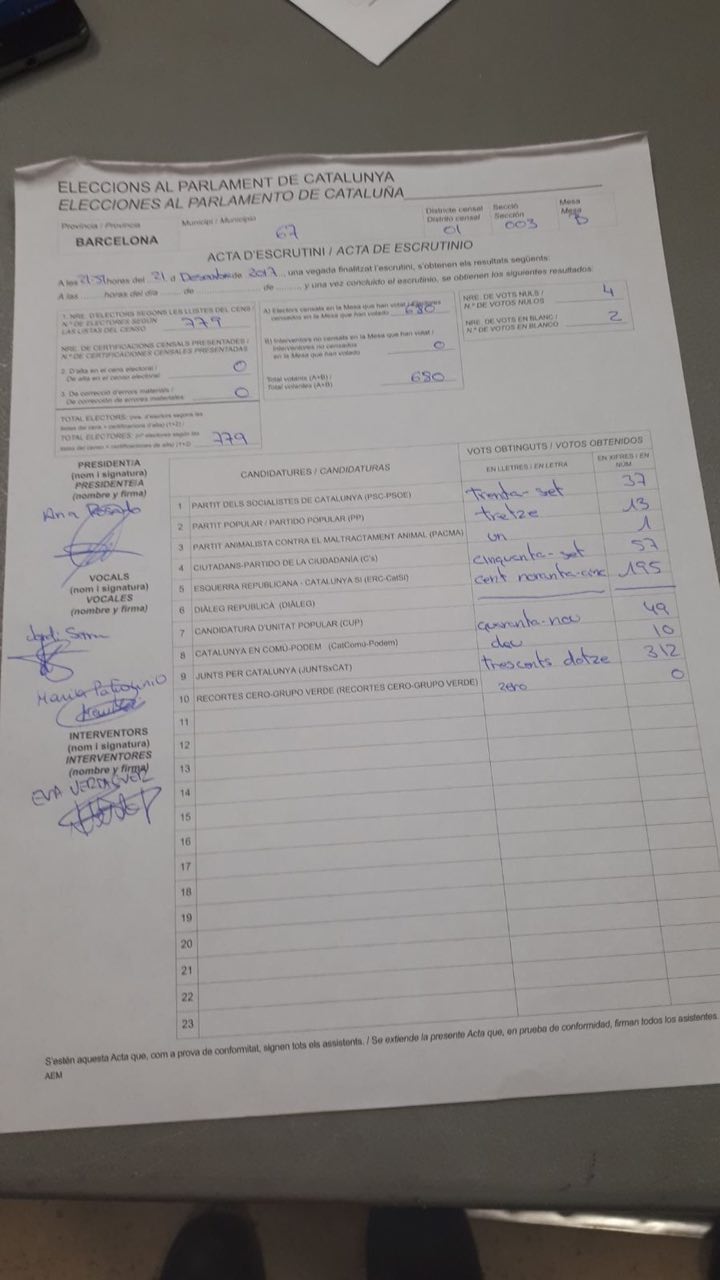 ELECCIONS AL PARLAMENT DE CATALUNYA
ELECCIONES AL PARLAMENTO DE CATALUÑA
Província / Provincia
BARCELONA
Municipi / Municipio
67
Districte censal
Distrito censal
01
Secció
Sección
003
Mesa
Mesa
B
ACTA D'ESCRUTINI / ACTA DE ESCRUTINIO
A les 21:51 hores del 21 d Desembre de 2017, una vegada finalitzat l'escrutini, s'obtenen els resultats següents:
A las ........ horas del día ........ de ........ de ........ y una vez concluido el escrutinio, se obtienen los siguientes resultados:
1. NRE. D'ELECTORS SEGONS LES LLISTES DEL CENS /
N.º DE ELECTORES SEGÚN
LAS LISTAS DEL CENSO 779
NRE. DE CERTIFICACIONS CENSALS PRESENTADES /
N.º DE CERTIFICACIONES CENSALES PRESENTADAS
2. D'alta en el cens electoral /
De alta en el censo electoral 0
3. De correcció d'errors materials /
De corrección de errores materiales 0
TOTAL ELECTORS: (nre. d'electors segons les
llistes del cens + certificacions d'alta) (1+2) /
TOTAL ELECTORES: (nº electores según las
listas del censo + certificaciones de alta) (1+2) 779
A) Electors censats en la Mesa que han votat / Electores
censados en la Mesa que han votado 680
B) Interventors no censats en la Mesa que han votat /
Interventores no censados
en la Mesa que han votado 0
Total votants (A+B) /
Total votantes (A+B) 680
NRE. DE VOTS NULS /
N.º DE VOTOS NULOS 4
NRE. DE VOTS EN BLANC /
N.º DE VOTOS EN BLANCO 2
PRESIDENT/A
(nom i signatura)
PRESIDENTE/A
(nombre y firma)
Ana Rosado
VOCALS
(nom i signatura)
VOCALES
(nombre y firma)
Jordi
Maria Patrocinio
INTERVENTORS
(nom i signatura)
INTERVENTORES
(nombre y firma)
EVA VERDAGUER
CANDIDATURES / CANDIDATURAS
VOTS OBTINGUTS / VOTOS OBTENIDOS
EN LLETRES / EN LETRA
EN XIFRES / EN NÚM
1 PARTIT DELS SOCIALISTES DE CATALUNYA (PSC-PSOE) trenta-set 37
2 PARTIT POPULAR / PARTIDO POPULAR (PP) tretze 13
3 PARTIT ANIMALISTA CONTRA EL MALTRACTAMENT ANIMAL (PACMA) un 1
4 CIUTADANS-PARTIDO DE LA CIUDADANÍA (C's) cinquanta-set 57
5 ESQUERRA REPUBLICANA - CATALUNYA SÍ (ERC-CatSí) cent noranta-cinc 195
6 DIÀLEG REPUBLICÀ (DIÀLEG)
7 CANDIDATURA D'UNITAT POPULAR (CUP) quaranta-nou 49
8 CATALUNYA EN COMÚ-PODEM (CatComú-Podem) deu 10
9 JUNTS PER CATALUNYA (JUNTSxCAT) trescents dotze 312
10 RECORTES CERO-GRUPO VERDE (RECORTES CERO-GRUPO VERDE) zero 0
11
12
13
14
15
16
17
18
19
20
21
22
23
S'estén aquesta Acta que, com a prova de conformitat, signen tots els assistents. / Se extiende la presente Acta que, en prueba de conformidad, firman todos los asistentes.
AEM